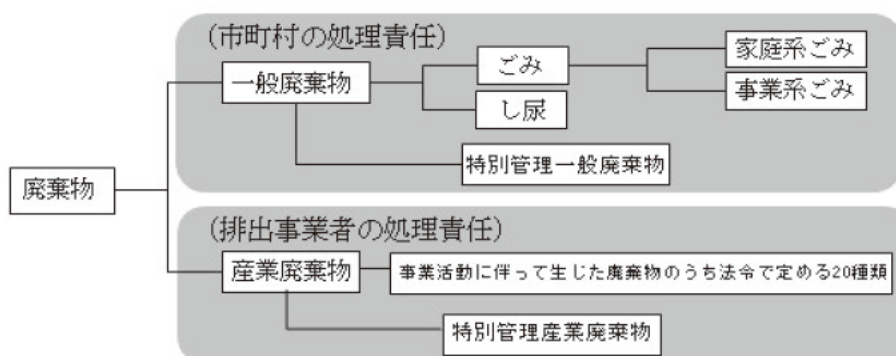 (市町村の処理責任)
一般廃棄物
ごみ
し尿
家庭系ごみ
事業系ごみ
特別管理一般廃棄物
廃棄物
(排出事業者の処理責任)
産業廃棄物
事業活動に伴って生じた廃棄物のうち法令で定める20種類
特別管理産業廃棄物